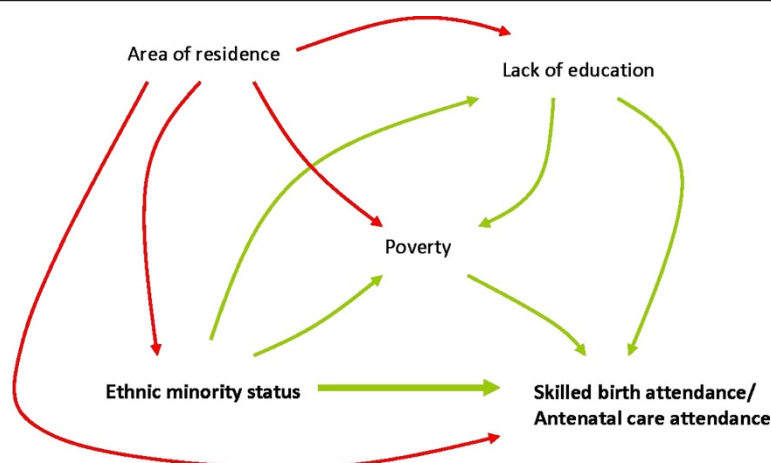 Area of residence
Lack of education
Poverty
Ethnic minority status
Skilled birth attendance/
Antenatal care attendance